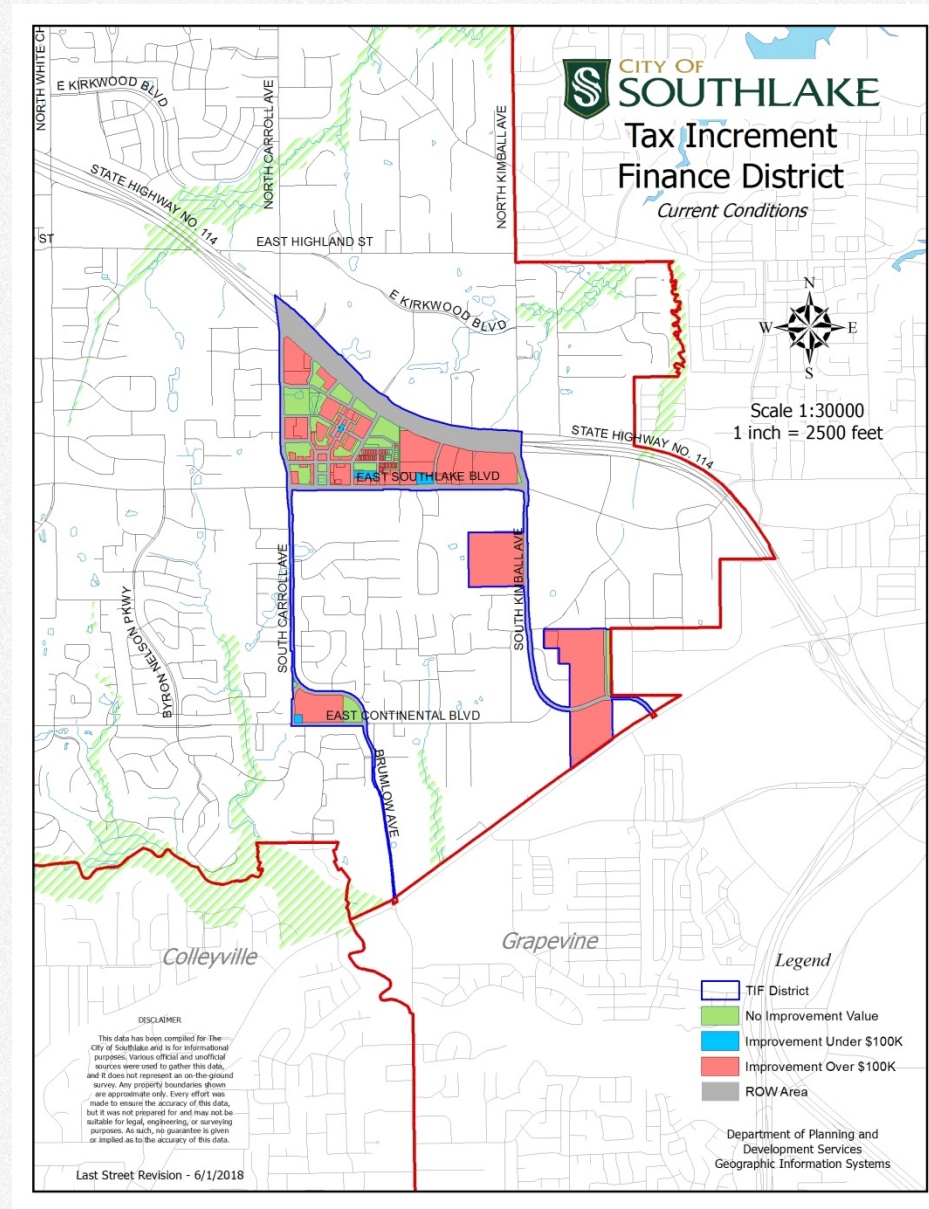 CITY OF
SOUTHLAKE
Tax Increment
Finance District
Current Conditions
NORTH WHITE CH
E KIRKWOOD BLVD
NORTH CARROLL AVE
NORTH KIMBALL AVE
STATE HIGHWAY NO. 114
ST
EAST HIGHLAND ST
E KIRKWOOD BLVD
N
W
E
S
Scale 1:30000
1 inch = 2500 feet
STATE HIGHWAY NO. 114
EAST SOUTHLAKE BLVD
SOUTH CARROLL AVE
SOUTH KIMBALL AVE
BYRON NELSON PKWY
EAST CONTINENTAL BLVD
BRUMLOW AVE
Colleyville
Grapevine
Legend
TIF District
No Improvement Value
Improvement Under $100K
Improvement Over $100K
ROW Area
DISCLAIMER
This data has been compiled for The
City of Southlake and is for informational
purposes. Various official and unofficial
sources were used to gather this data,
and it does not represent an on-the-ground
survey. Any property boundaries shown
are approximate only. Every effort was
made to ensure the accuracy of this data,
but it was not prepared for and may not be
suitable for legal, engineering, or surveying
purposes. As such, no guarantee is given
or implied as to the accuracy of this data.
Last Street Revision - 6/1/2018
Department of Planning and
Development Services
Geographic Information Systems